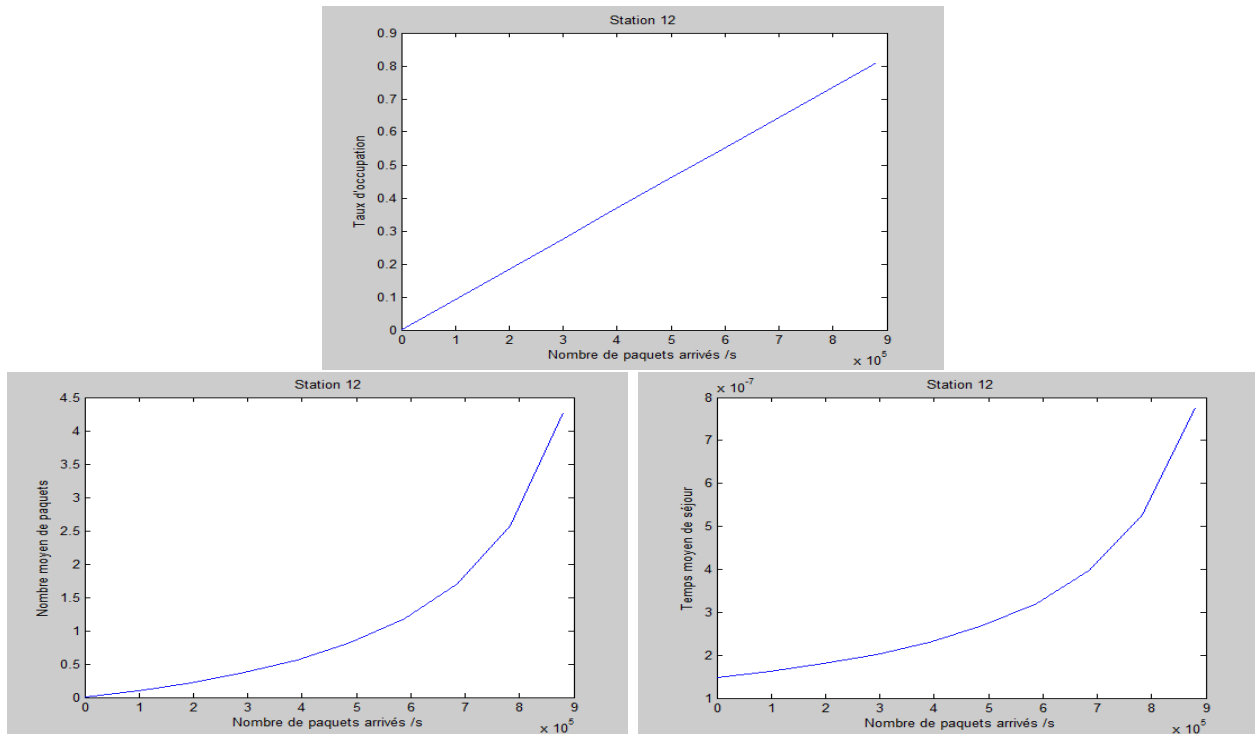 Station 12
0.9
0.8
0.7
0.6
0.5
0.4
0.3
0.2
0.1
0
Taux d'occupation
0 1 2 3 4 5 6 7 8 9
Nombre de paquets arrivés /s
x 10^5
Station 12
4.5
4
3.5
3
2.5
2
1.5
1
0.5
0
Nombre moyen de paquets
0 1 2 3 4 5 6 7 8 9
Nombre de paquets arrivés /s
x 10^5
x 10^-7
Station 12
8
7
6
5
4
3
2
1
Temps moyen de séjour
0 1 2 3 4 5 6 7 8 9
Nombre de paquets arrivés /s
x 10^5